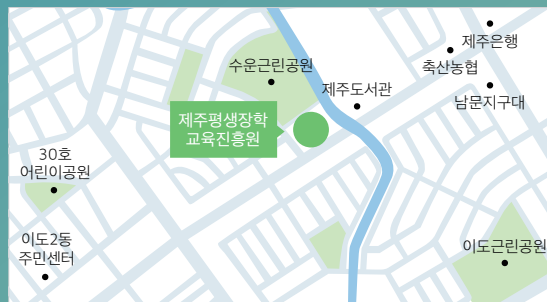 제주은행
축산농협
수운근린공원
제주도서관
남문지구대
제주평생장학
교육진흥원
30호
어린이공원
이도2동
주민센터
이도근린공원